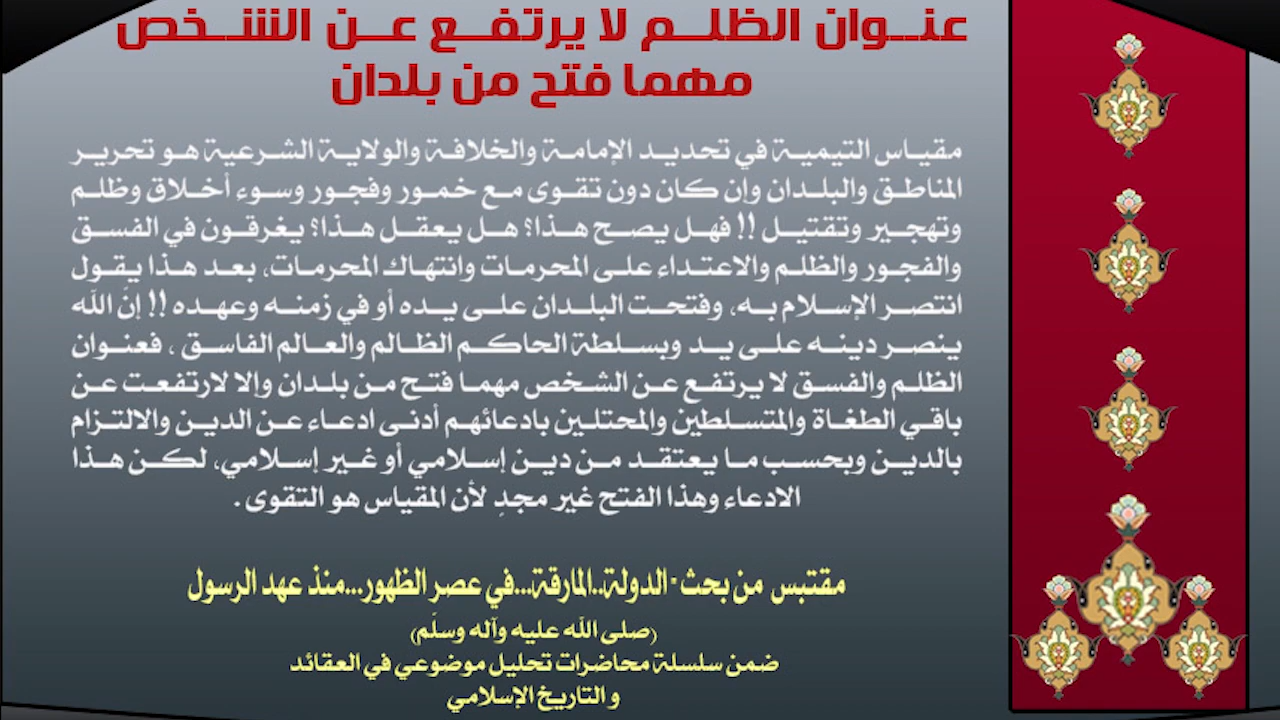 عنوان الظلم لا يرتفع عن الشخص
مهما فتح من بلدان
مقياس التيمية في تحديد الإمامة والخلافة والولاية الشرعية هو تحرير
المناطق والبلدان وإن كان دون تقوى مع خمور وفجور وسوء أخلاق وظلم
وتهجير وتقتيل !! فهل يصح هذا؟ هل يعقل هذا؟ يغرقون في الفسق
والفجور والظلم والاعتداء على المحرمات وانتهاك المحرمات، بعد هذا يقول
انتصر الإسلام به، وفتحت البلدان على يده أو في زمنه وعهده !! إنّ الله
ينصر دينه على يد وبسلطة الحاكم الظالم والعالم الفاسق ، فعنوان
الظلم والفسق لا يرتفع عن الشخص مهما فتح من بلدان وإلا لارتفعت عن
باقي الطغاة والمتسلطين والمحتلين بادعائهم أدنى ادعاء عن الدين والالتزام
بالدين وبحسب ما يعتقد من دين إسلامي أو غير إسلامي، لكن هذا
الادعاء وهذا الفتح غير مجدٍ لأن المقياس هو التقوى .
مقتبس من بحث- الدولة..المارقة...في عصر الظهور...منذ عهد الرسول
(صلى الله عليه وآله وسلّم)
ضمن سلسلة محاضرات تحليل موضوعي في العقائد
و التاريخ الإسلامي